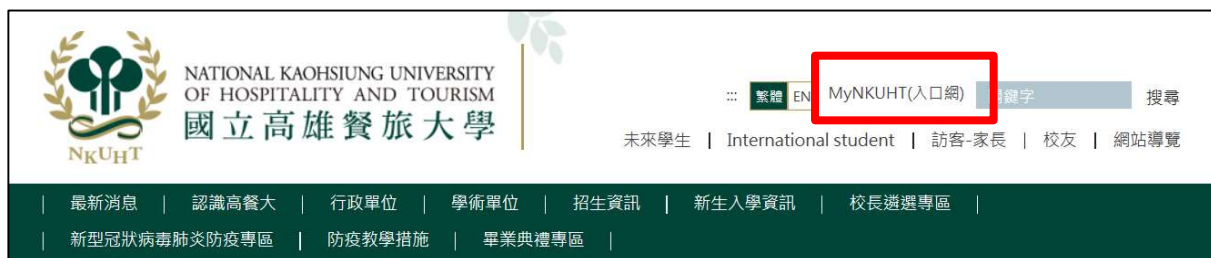 NATIONAL KAOHSIUNG UNIVERSITY
OF HOSPITALITY AND TOURISM
國立高雄餐旅大學
NKUHT
::: 繁體 EN MyNKUHT(入口網) 關鍵字 搜尋
未來學生 | International student | 訪客-家長 | 校友 | 網站導覽
| 最新消息 | 認識高餐大 | 行政單位 | 學術單位 | 招生資訊 | 新生入學資訊 | 校長遴選專區 |
| 新型冠狀病毒肺炎防疫專區 | 防疫教學措施 | 畢業典禮專區 |